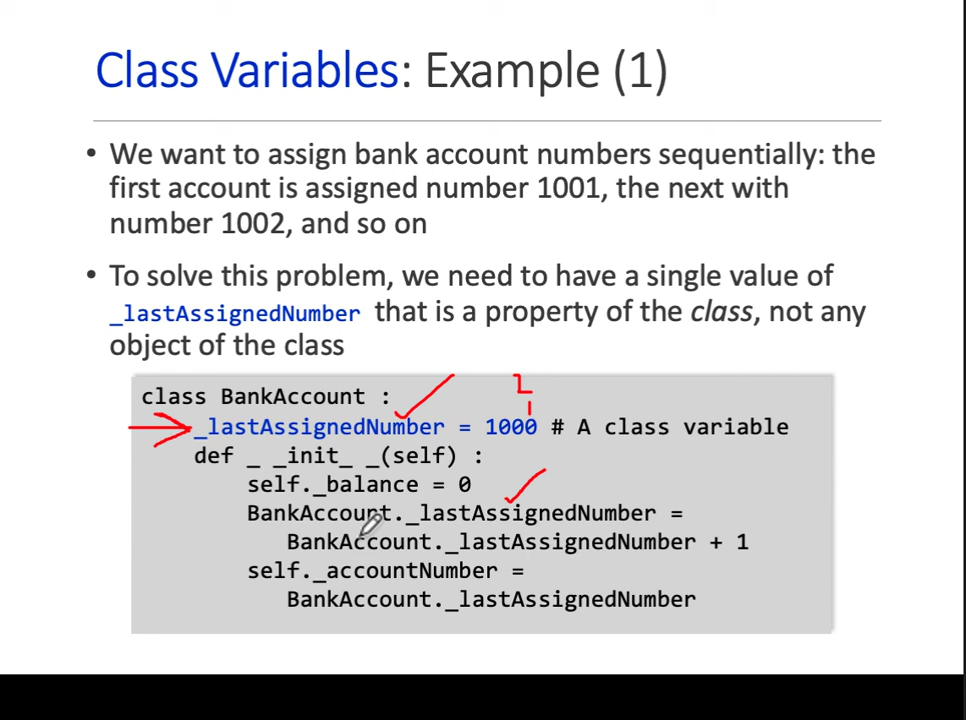 Class Variables: Example (1)
• We want to assign bank account numbers sequentially: the
first account is assigned number 1001, the next with
number 1002, and so on
• To solve this problem, we need to have a single value of
_lastAssignedNumber that is a property of the class, not any
object of the class
class BankAccount :
_lastAssignedNumber = 1000 # A class variable
def _ _init_ _(self) :
self._balance = 0
BankAccount._lastAssignedNumber =
BankAccount._lastAssignedNumber + 1
self._accountNumber =
BankAccount._lastAssignedNumber